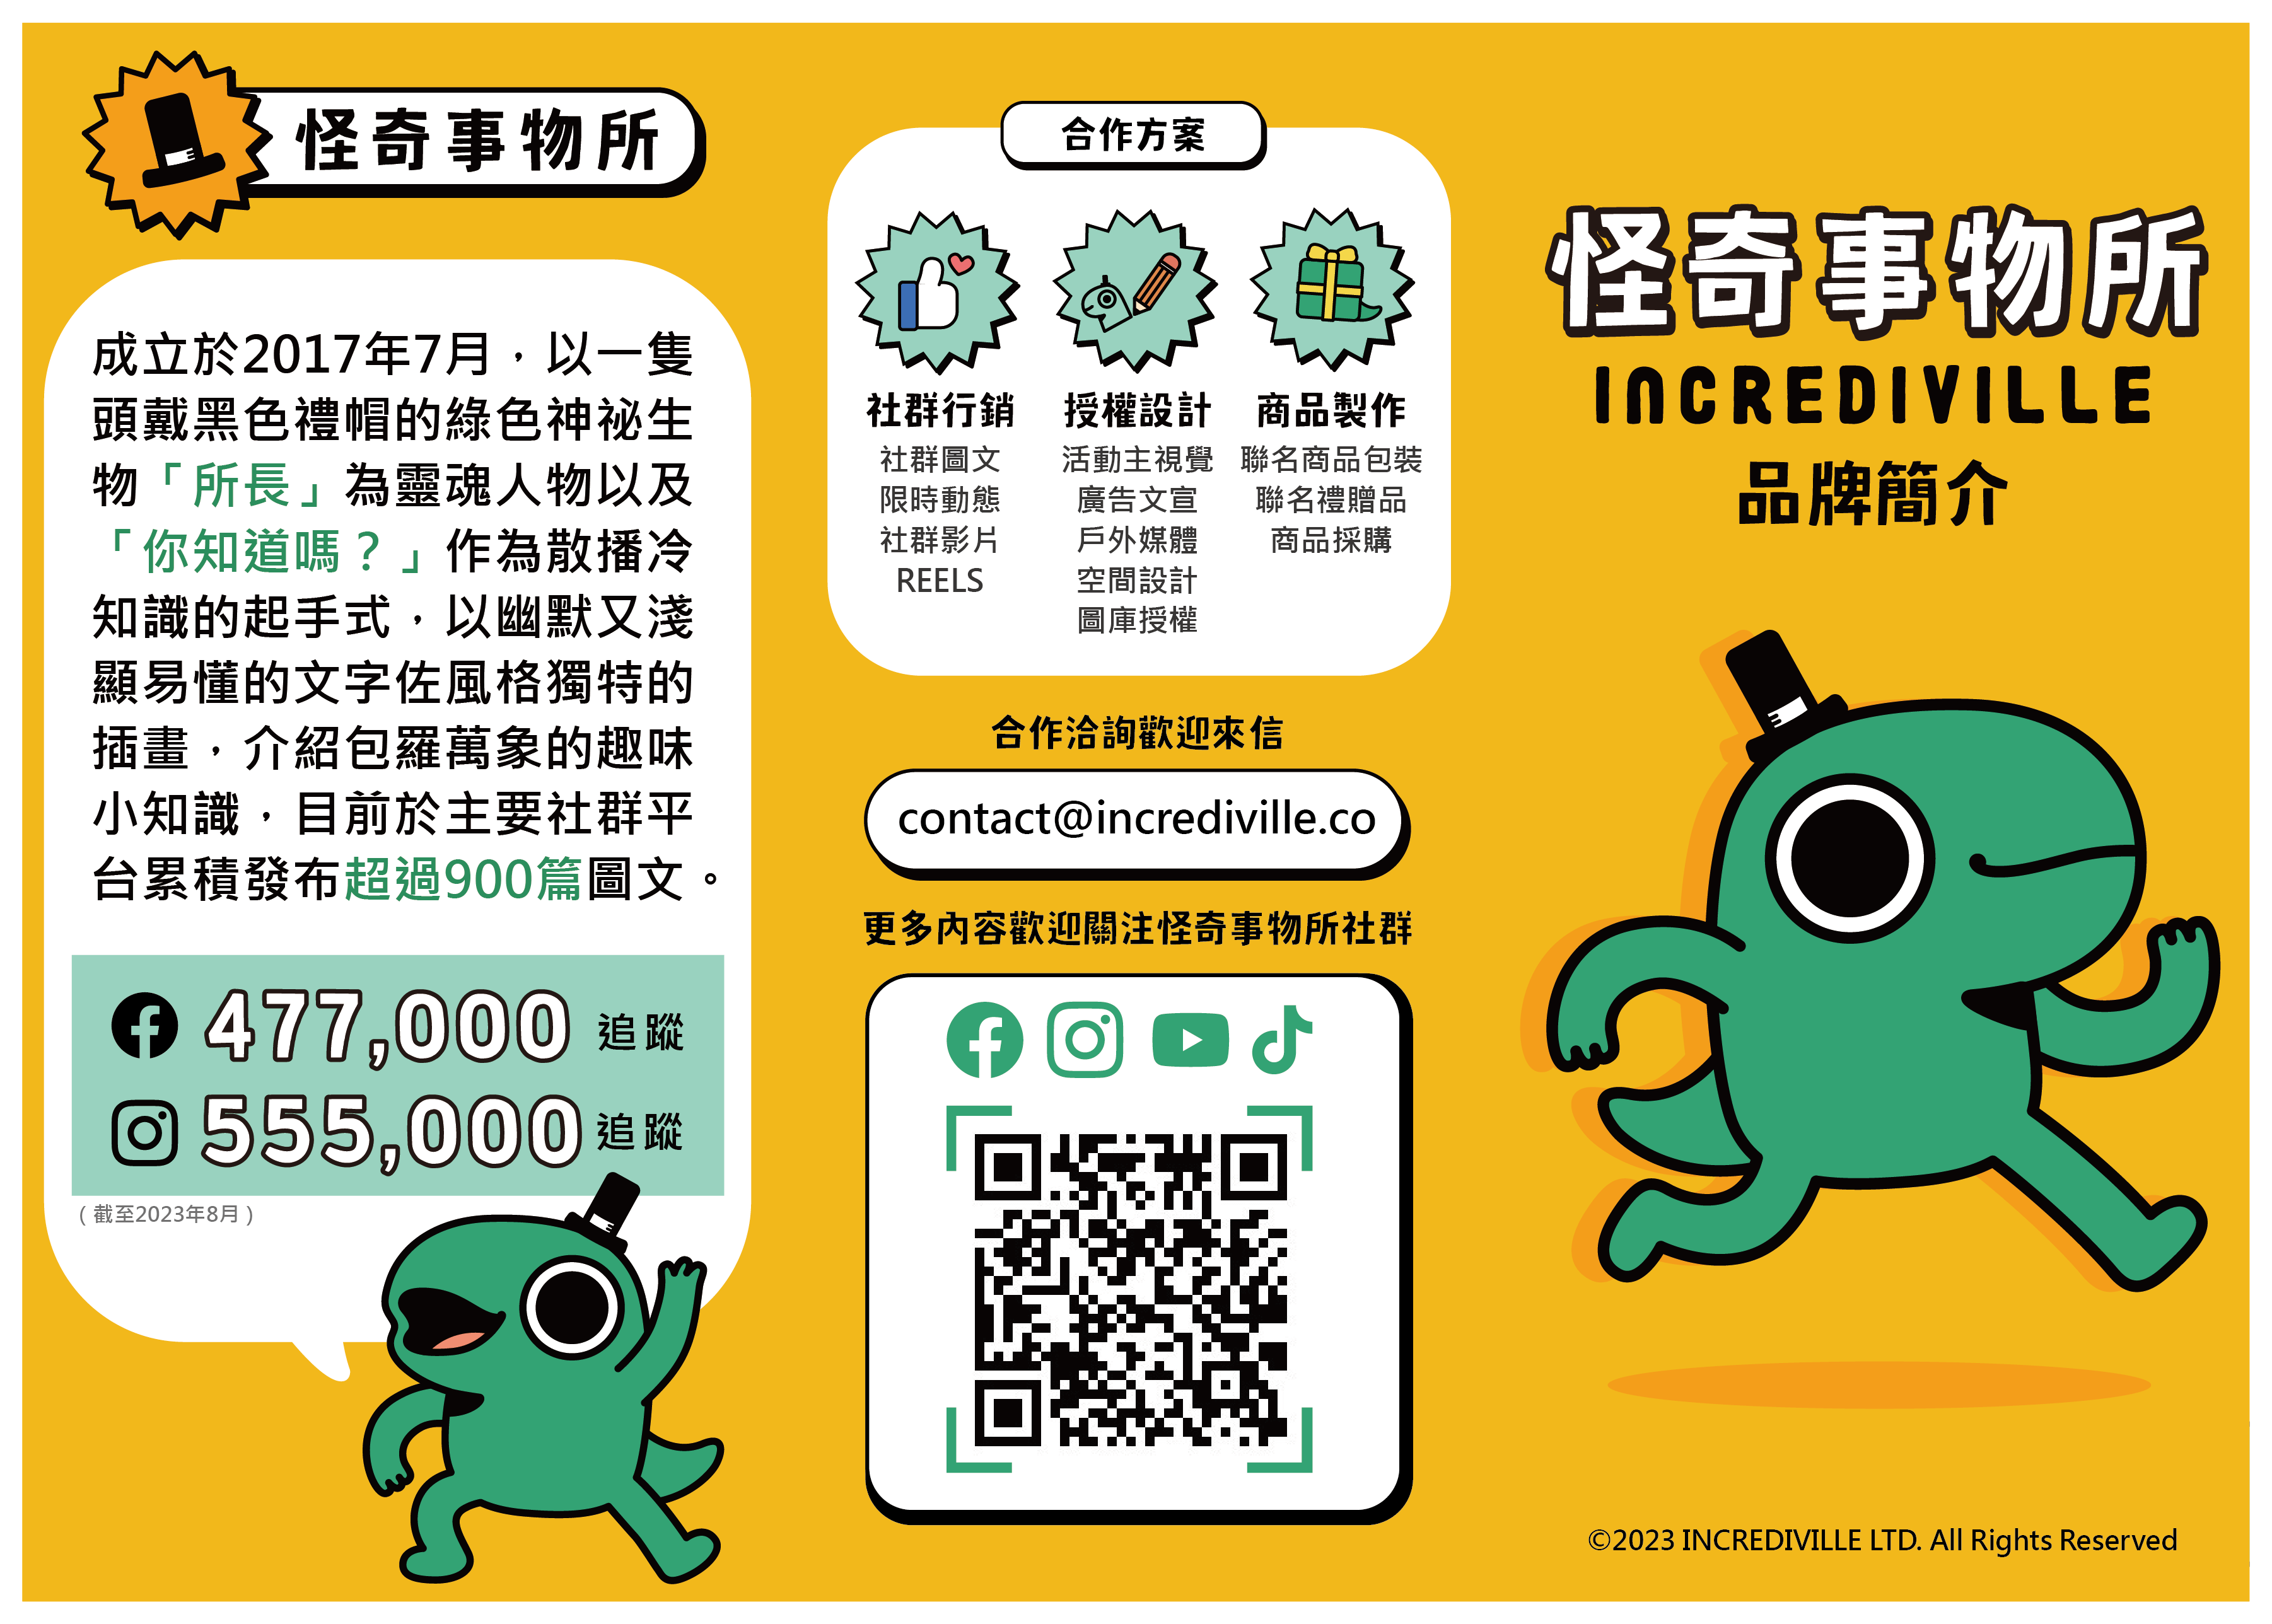 怪奇事物所
成立於2017年7月，以一隻
頭戴黑色禮帽的綠色神祕生
物「所長」為靈魂人物以及
「你知道嗎？」作為散播冷
知識的起手式，以幽默又淺
顯易懂的文字佐風格獨特的
插畫，介紹包羅萬象的趣味
小知識，目前於主要社群平
台累積發布超過900篇圖文。
477,000 追蹤
555,000 追蹤
（截至2023年8月）
合作方案
社群行銷
社群圖文
限時動態
社群影片
REELS
授權設計
活動主視覺
廣告文宣
戶外媒體
空間設計
圖庫授權
商品製作
聯名商品包裝
聯名禮贈品
商品採購
合作洽詢歡迎來信
contact@incrediville.co
更多內容歡迎關注怪奇事物所社群
怪奇事物所
INCREDIVILLE
品牌簡介
©2023 INCREDIVILLE LTD. All Rights Reserved